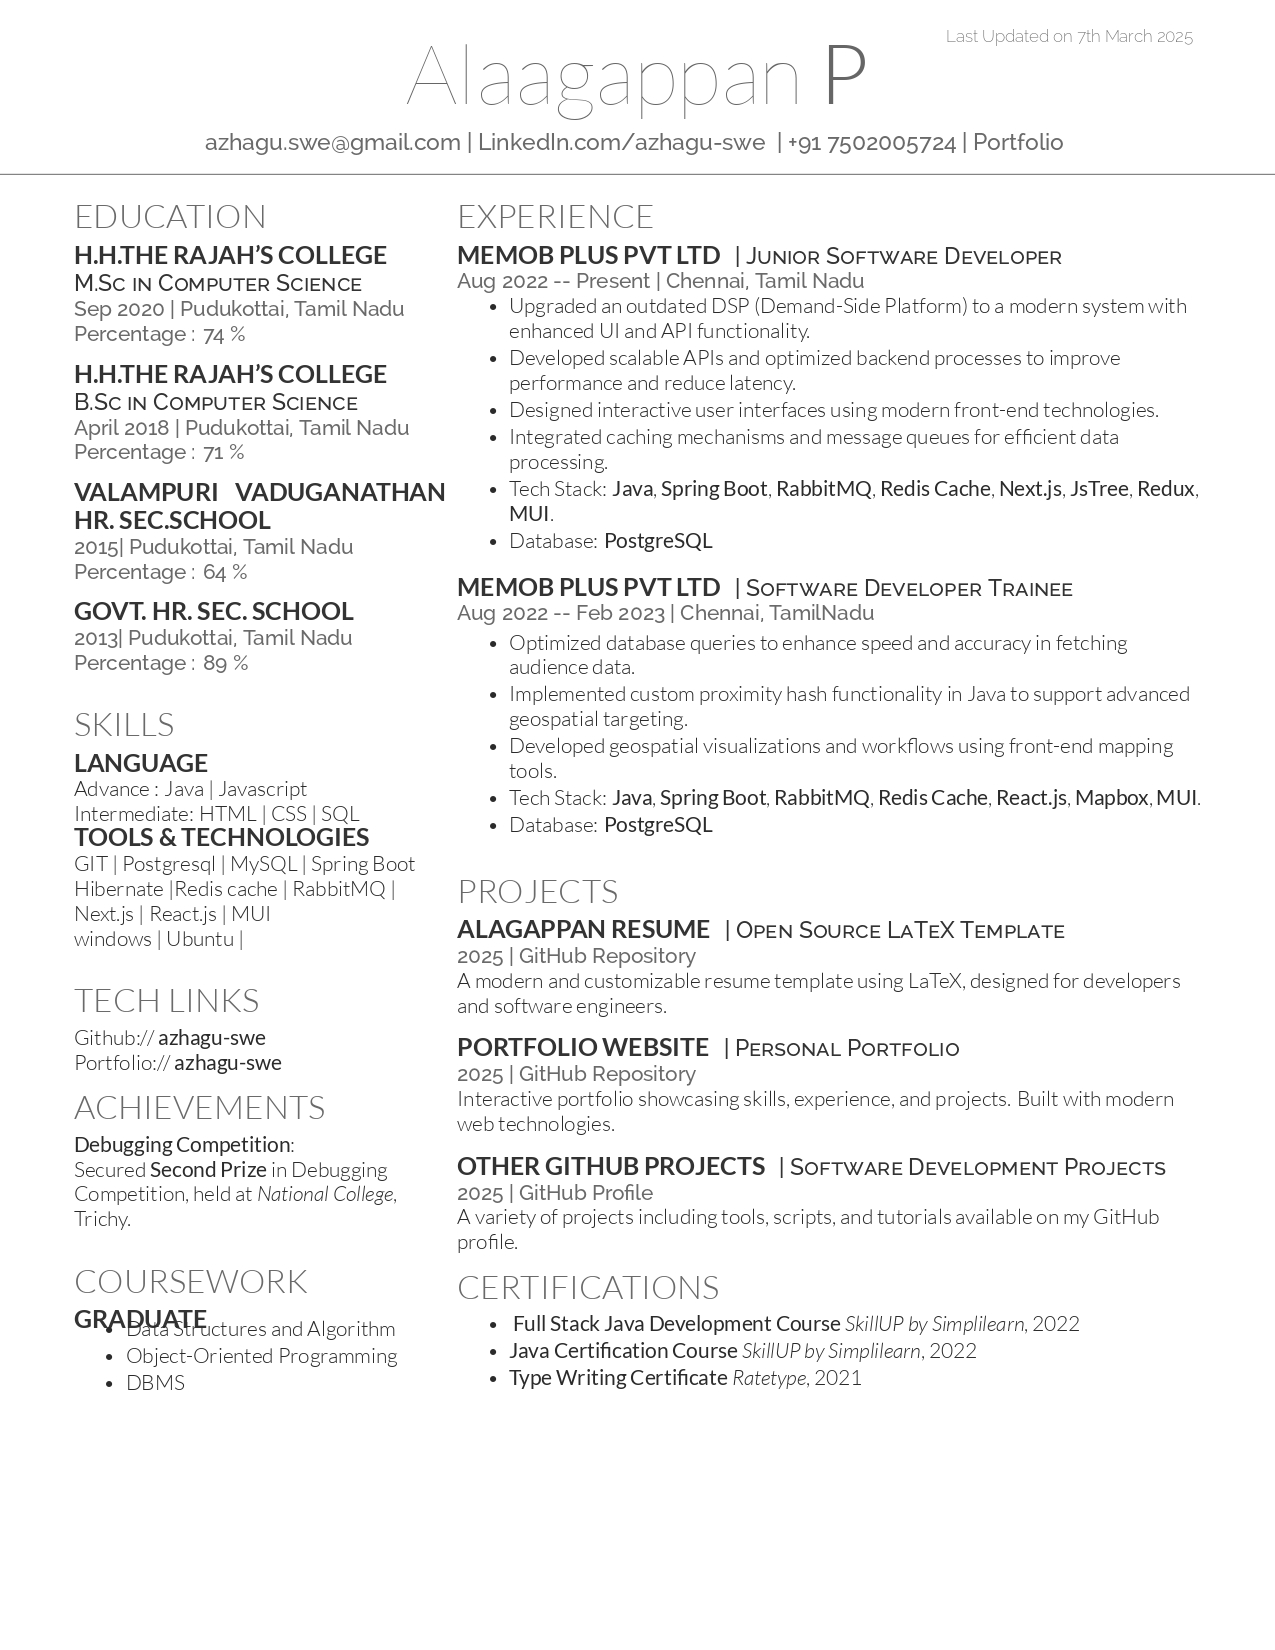 Last Updated on 7th March 2025
Alaagappan P
azhagu.swe@gmail.com | LinkedIn.com/azhagu-swe | +91 7502005724 | Portfolio
EDUCATION
H.H.THE RAJAH’S COLLEGE
M.Sc in Computer Science
Sep 2020 | Pudukottai, Tamil Nadu
Percentage : 74 %
H.H.THE RAJAH’S COLLEGE
B.Sc in Computer Science
April 2018 | Pudukottai, Tamil Nadu
Percentage : 71 %
VALAMPURI VADUGANATHAN
HR. SEC.SCHOOL
2015| Pudukottai, Tamil Nadu
Percentage : 64 %
GOVT. HR. SEC. SCHOOL
2013| Pudukottai, Tamil Nadu
Percentage : 89 %
SKILLS
LANGUAGE
Advance : Java | Javascript
Intermediate: HTML | CSS | SQL
TOOLS & TECHNOLOGIES
GIT | Postgresql | MySQL | Spring Boot
Hibernate |Redis cache | RabbitMQ |
Next.js | React.js | MUI
windows | Ubuntu |
TECH LINKS
Github:// azhagu-swe
Portfolio:// azhagu-swe
ACHIEVEMENTS
Debugging Competition:
Secured Second Prize in Debugging
Competition, held at National College,
Trichy.
COURSEWORK
GRADUATE
• Data Structures and Algorithm
• Object-Oriented Programming
• DBMS
EXPERIENCE
MEMOB PLUS PVT LTD | Junior Software Developer
Aug 2022 -- Present | Chennai, Tamil Nadu
• Upgraded an outdated DSP (Demand-Side Platform) to a modern system with
enhanced UI and API functionality.
• Developed scalable APIs and optimized backend processes to improve
performance and reduce latency.
• Designed interactive user interfaces using modern front-end technologies.
• Integrated caching mechanisms and message queues for efficient data
processing.
• Tech Stack: Java, Spring Boot, RabbitMQ, Redis Cache, Next.js, JsTree, Redux,
MUI.
• Database: PostgreSQL
MEMOB PLUS PVT LTD | Software Developer Trainee
Aug 2022 -- Feb 2023 | Chennai, TamilNadu
• Optimized database queries to enhance speed and accuracy in fetching
audience data.
• Implemented custom proximity hash functionality in Java to support advanced
geospatial targeting.
• Developed geospatial visualizations and workflows using front-end mapping
tools.
• Tech Stack: Java, Spring Boot, RabbitMQ, Redis Cache, React.js, Mapbox, MUI.
• Database: PostgreSQL
PROJECTS
ALAGAPPAN RESUME | Open Source LaTeX Template
2025 | GitHub Repository
A modern and customizable resume template using LaTeX, designed for developers
and software engineers.
PORTFOLIO WEBSITE | Personal Portfolio
2025 | GitHub Repository
Interactive portfolio showcasing skills, experience, and projects. Built with modern
web technologies.
OTHER GITHUB PROJECTS | Software Development Projects
2025 | GitHub Profile
A variety of projects including tools, scripts, and tutorials available on my GitHub
profile.
CERTIFICATIONS
• Full Stack Java Development Course SkillUP by Simplilearn, 2022
• Java Certification Course SkillUP by Simplilearn, 2022
• Type Writing Certificate Ratetype, 2021